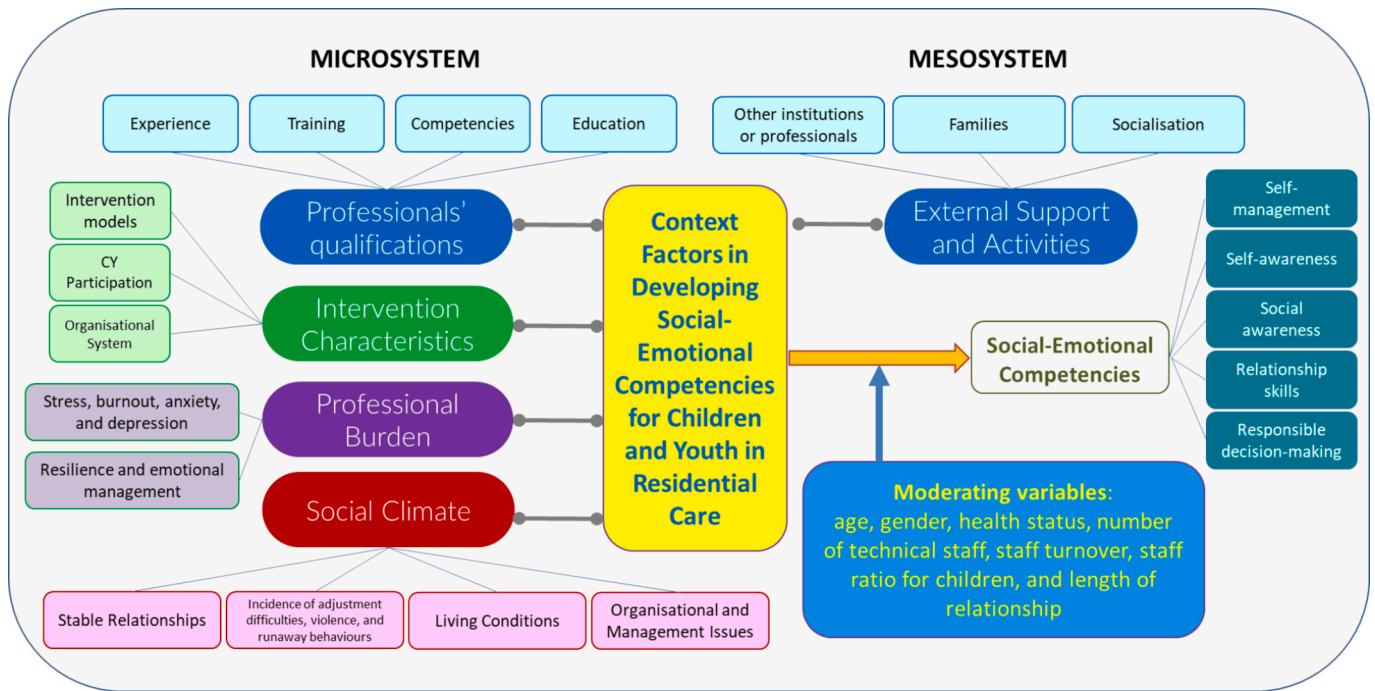 MICROSYSTEM
MESOSYSTEM
Experience
Training
Competencies
Education
Other institutions
or professionals
Families
Socialisation
Intervention
models
CY
Participation
Organisational
System
Professionals’
qualifications
Intervention
Characteristics
Stress, burnout, anxiety,
and depression
Resilience and emotional
management
Professional
Burden
Social Climate
Stable Relationships
Incidence of adjustment
difficulties, violence, and
runaway behaviours
Living Conditions
Organisational and
Management Issues
Context
Factors in
Developing
Social-
Emotional
Competencies
for Children
and Youth in
Residential
Care
External Support
and Activities
Social-Emotional
Competencies
Self-
management
Self-awareness
Social
awareness
Relationship
skills
Responsible
decision-making
Moderating variables:
age, gender, health status, number
of technical staff, staff turnover, staff
ratio for children, and length of
relationship